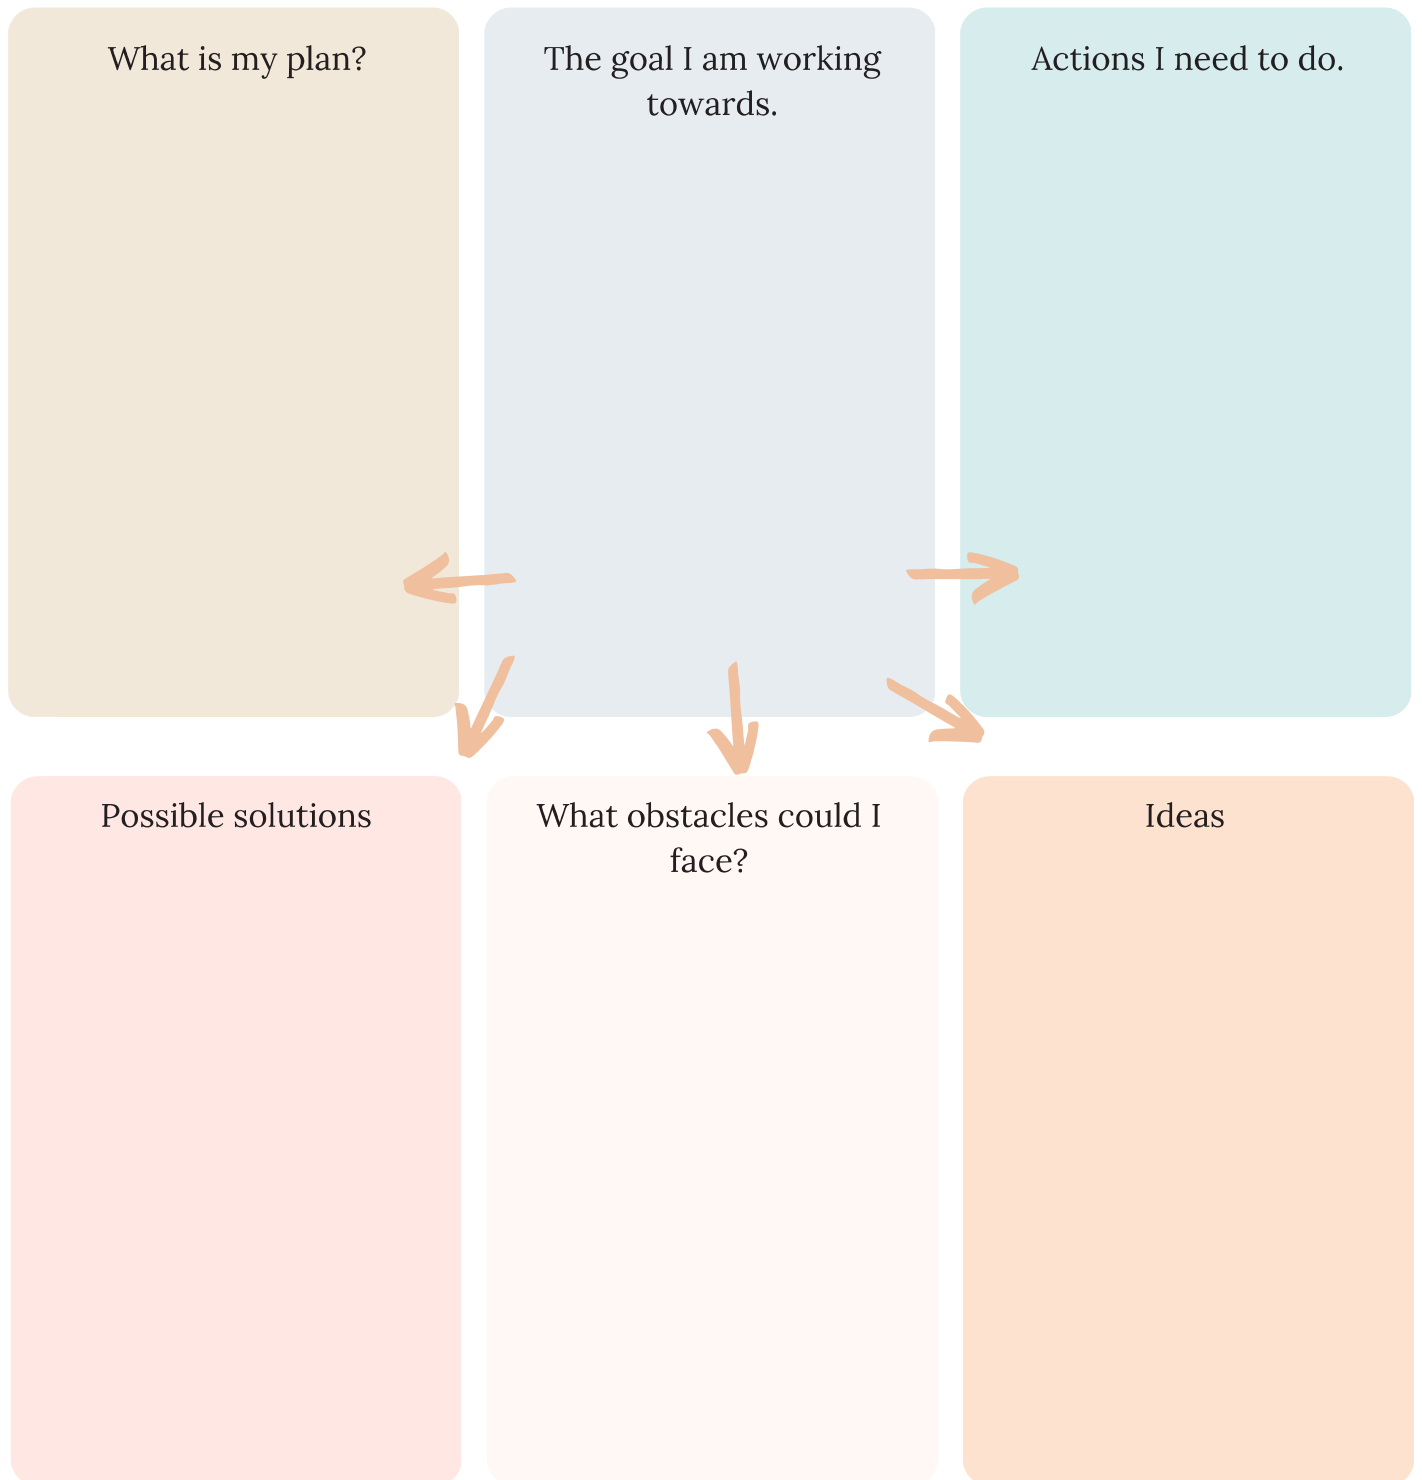 What is my plan?
The goal I am working
towards.
Actions I need to do.
Possible solutions
What obstacles could I
face?
Ideas